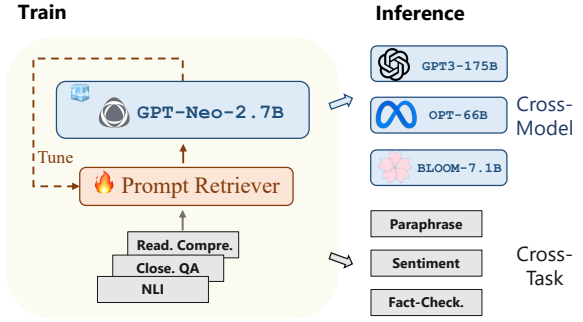 Train
Inference
GPT-Neo-2.7B
Tune
Prompt Retriever
Read. Compre.
Close. QA
NLI
GPT3-175B
OPT-66B
BLOOM-7.1B
Cross-
Model
Paraphrase
Sentiment
Fact-Check.
Cross-
Task